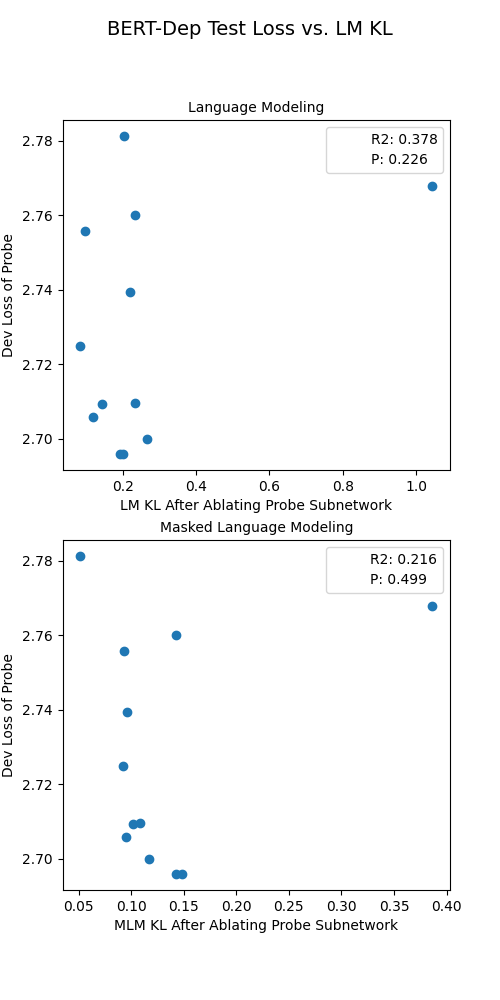 BERT-Dep Test Loss vs. LM KL
Language Modeling
R2: 0.378
P: 0.226
2.78
2.76
2.74
2.72
2.70
Dev Loss of Probe
0.2 0.4 0.6 0.8 1.0
LM KL After Ablating Probe Subnetwork
Masked Language Modeling
R2: 0.216
P: 0.499
2.78
2.76
2.74
2.72
2.70
Dev Loss of Probe
0.05 0.10 0.15 0.20 0.25 0.30 0.35 0.40
MLM KL After Ablating Probe Subnetwork